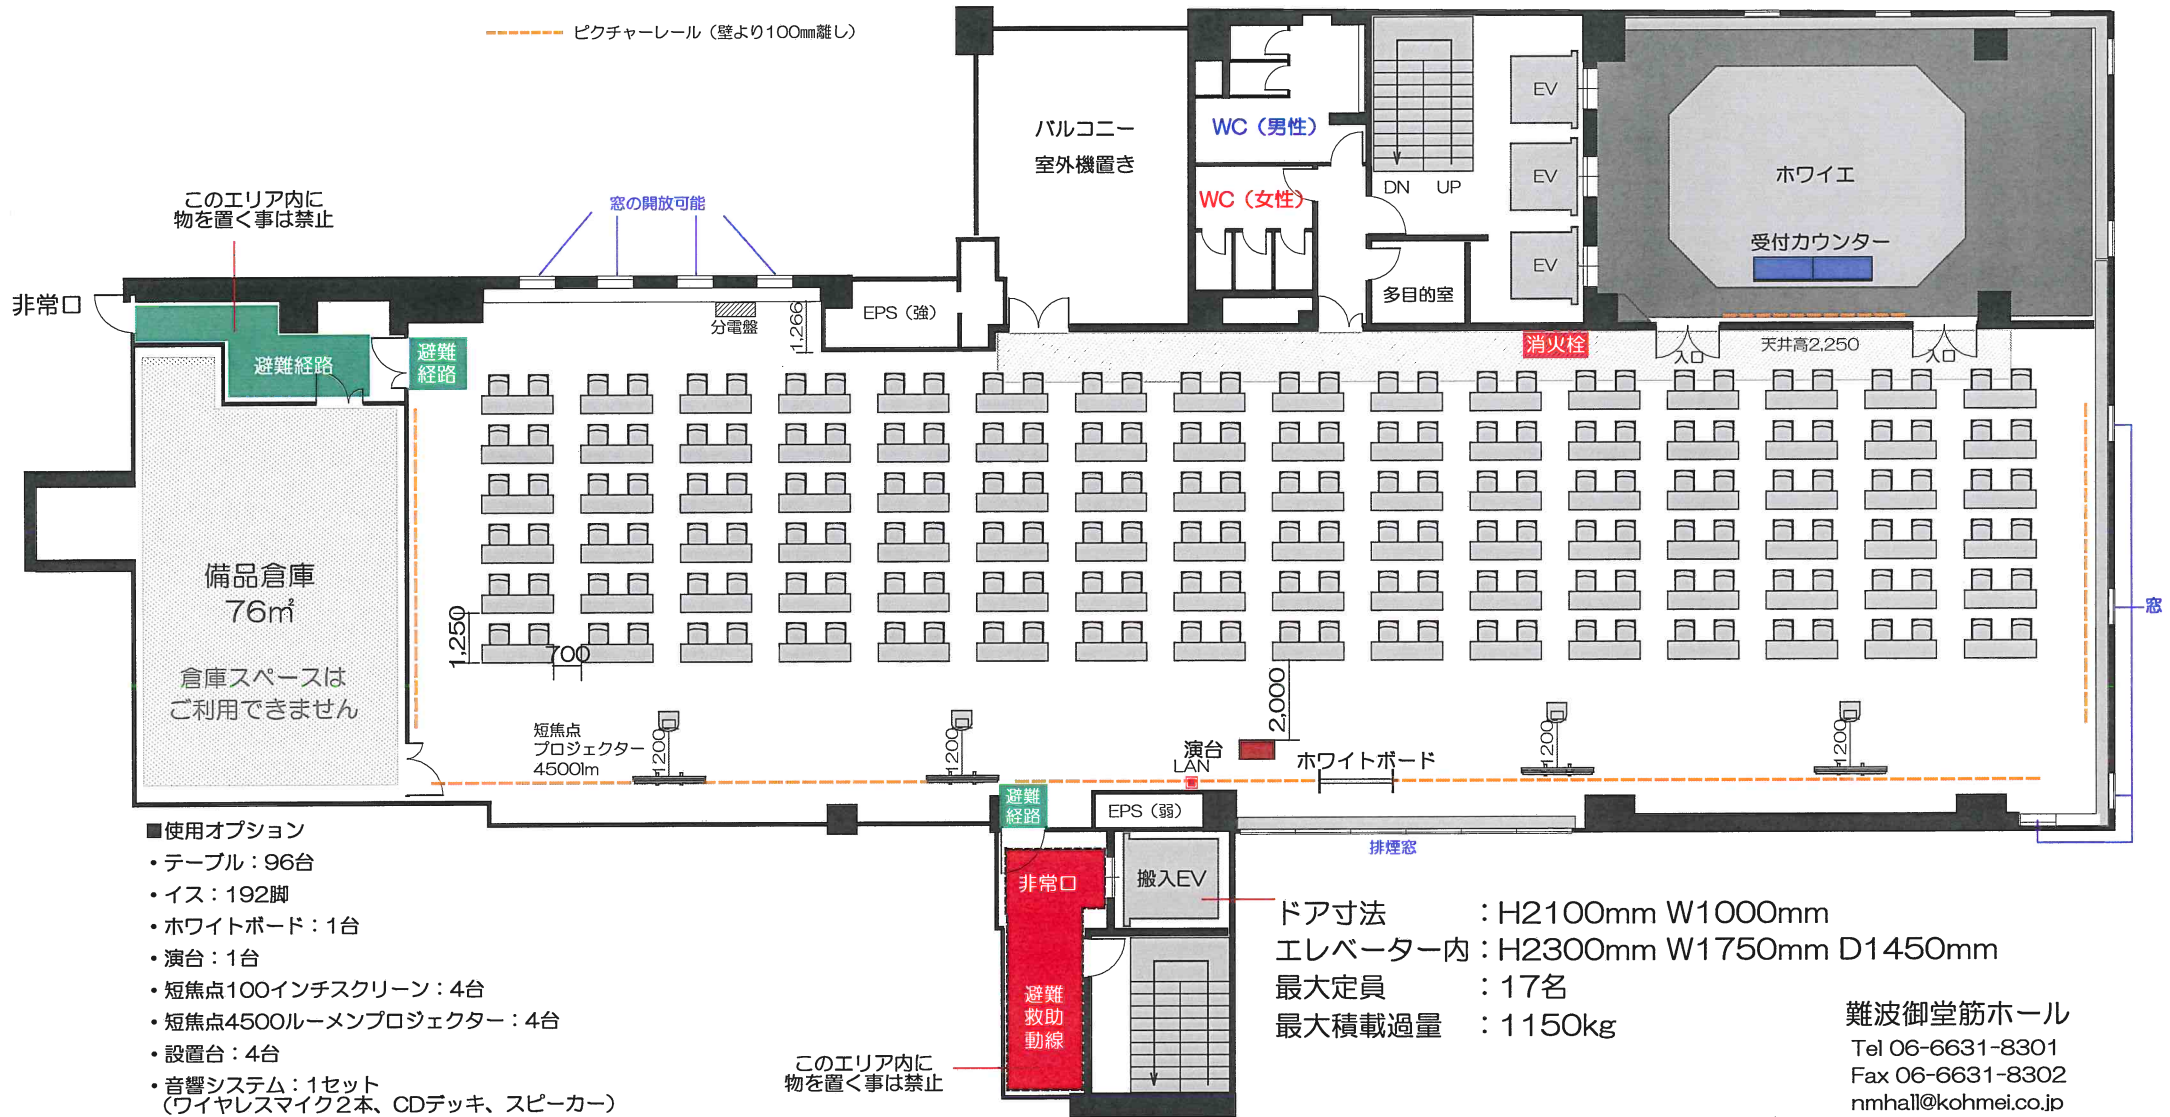 ピクチャーレール（壁より100㎜離し）
バルコニー
室外機置き
WC（男性）
WC（女性）
DN
UP
EV
EV
EV
ホワイエ
受付カウンター
多目的室
このエリア内に
物を置く事は禁止
窓の開放可能
非常口
避難経路
避難
経路
分電盤
1,266
EPS（強）
消火栓
入口
天井高2,250
入口
備品倉庫
76㎡
倉庫スペースは
ご利用できません
1,250
700
2,000
窓
短焦点
プロジェクター
4500lm
1200
1200
1200
1200
演台
LAN
ホワイトボード
避難
経路
EPS（弱）
排煙窓
非常口
搬入EV
避難
救助
動線
このエリア内に
物を置く事は禁止
■使用オプション
・テーブル：96台
・イス：192脚
・ホワイトボード：1台
・演台：1台
・短焦点100インチスクリーン：4台
・短焦点4500ルーメンプロジェクター：4台
・設置台：4台
・音響システム：1セット
（ワイヤレスマイク2本、CDデッキ、スピーカー）
ドア寸法　　　：H2100mm W1000mm
エレベーター内：H2300mm W1750mm D1450mm
最大定員　　　：17名
最大積載過量　：1150kg
難波御堂筋ホール
Tel 06-6631-8301
Fax 06-6631-8302
nmhall@kohmei.co.jp